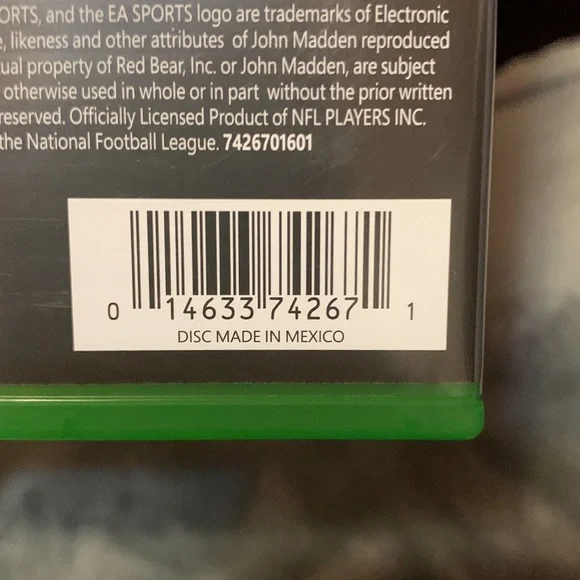 ORTS, and the EA SPORTS logo are trademarks of Electronic
, likeness and other attributes of John Madden reproduced
ual property of Red Bear, Inc. or John Madden, are subject
otherwise used in whole or in part without the prior written
reserved. Officially Licensed Product of NFL PLAYERS INC.
the National Football League. 7426701601
0 14633 74267 1
DISC MADE IN MEXICO